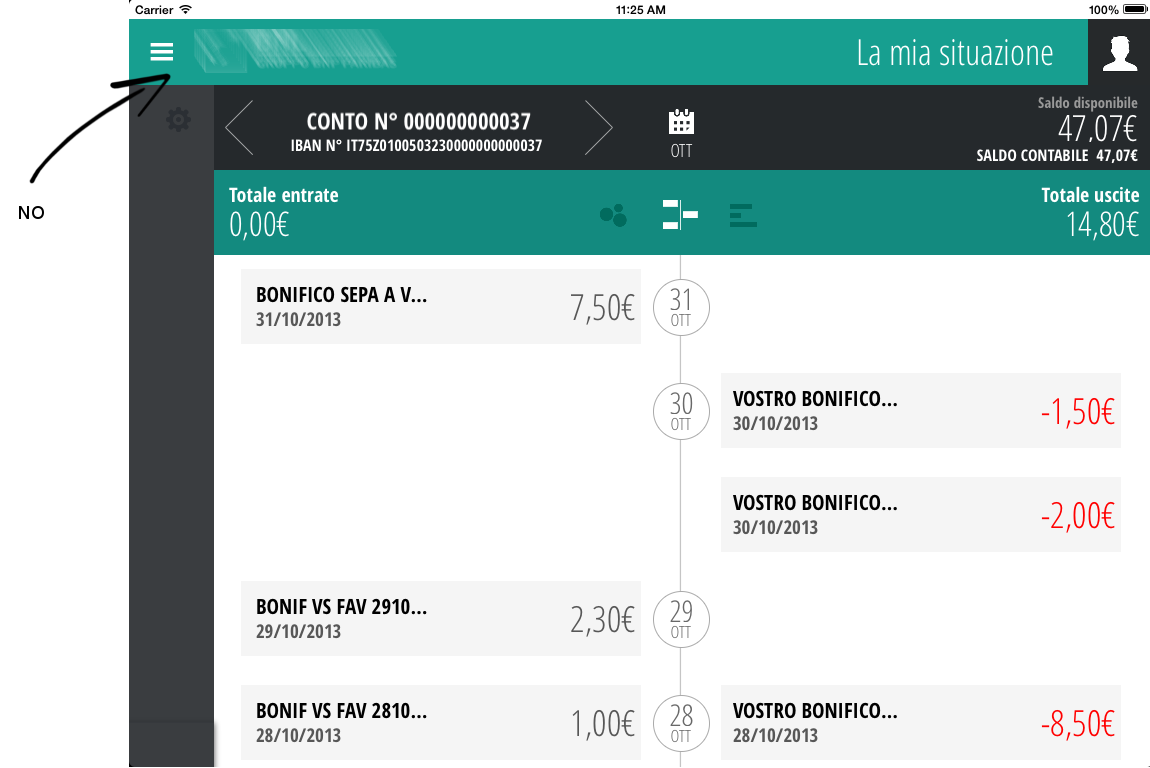 Carrier 11:25 AM 100%
La mia situazione
NO
CONTO N° 000000000037
IBAN N° IT75Z0100503230000000000037
OTT
Saldo disponibile
47,07€
SALDO CONTABILE 47,07€
Totale entrate
0,00€
Totale uscite
14,80€
BONIFICO SEPA A V...
31/10/2013
7,50€
31
OTT
30
OTT
VOSTRO BONIFICO...
30/10/2013
-1,50€
VOSTRO BONIFICO...
30/10/2013
-2,00€
BONIF VS FAV 2910...
29/10/2013
2,30€
29
OTT
BONIF VS FAV 2810...
28/10/2013
1,00€
28
OTT
VOSTRO BONIFICO...
28/10/2013
-8,50€